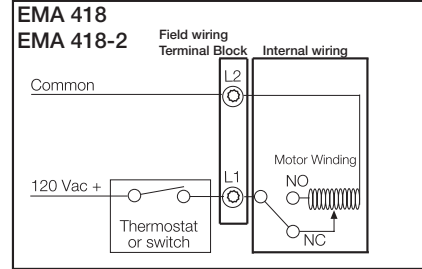 EMA 418
EMA 418-2
Field wiring
Terminal Block
Internal wiring
L2
Common
Motor Winding
L1
NO
120 Vac +
Thermostat
or switch
NC